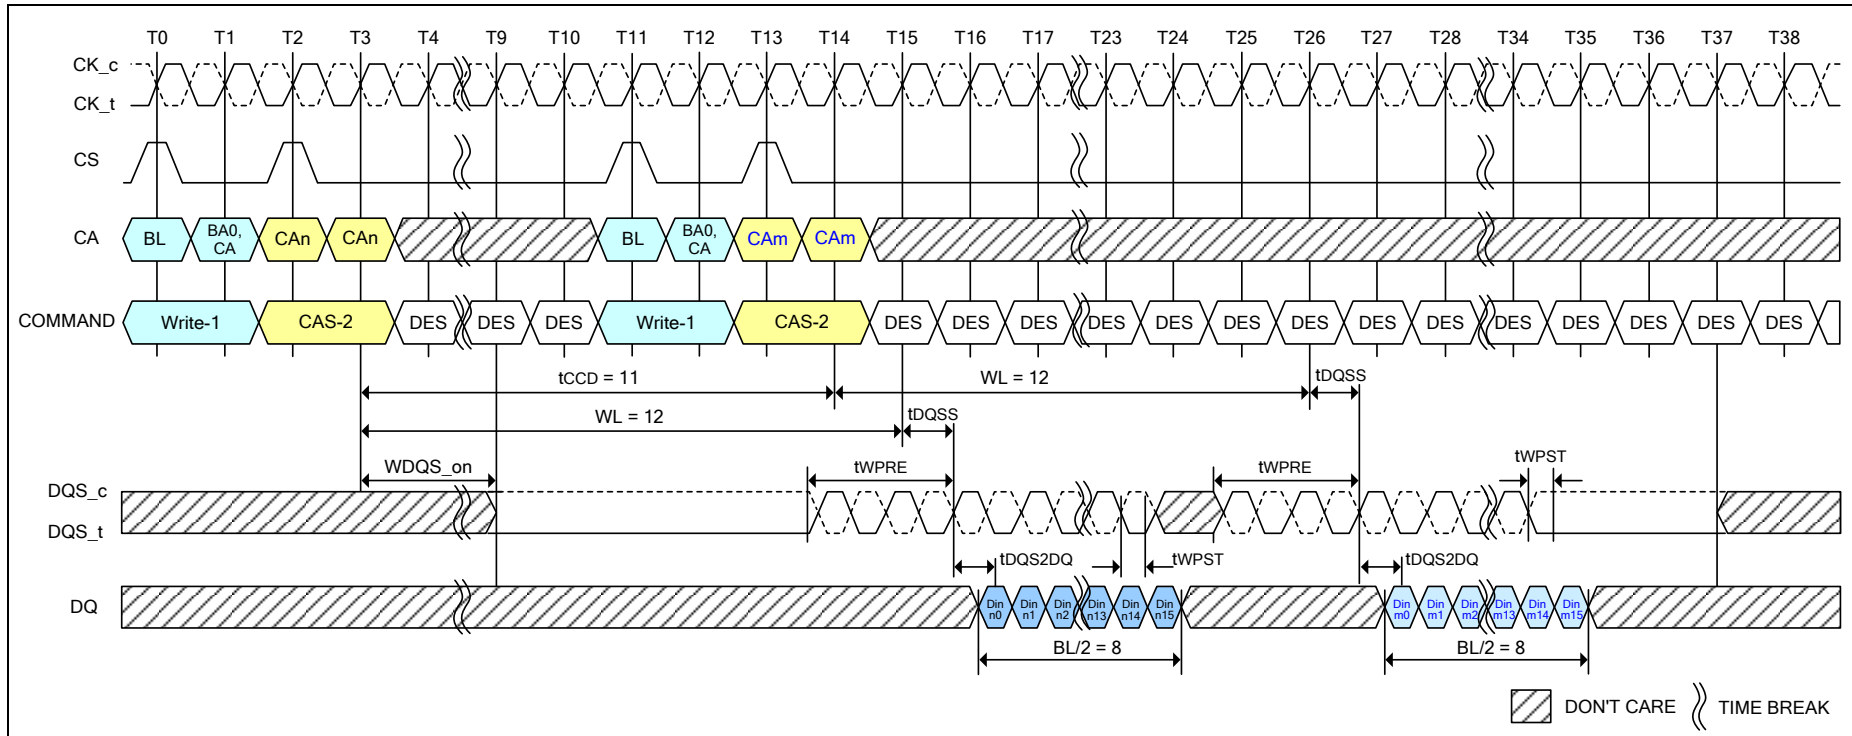 T0 T1 T2 T3 T4 T9 T10 T11 T12 T13 T14 T15 T16 T17 T23 T24 T25 T26 T27 T28 T34 T35 T36 T37 T38
CK_c
CK_t
CS
CA BL BA0, CA CAn CAn BL BA0, CA CAm CAm
COMMAND Write-1 CAS-2 DES DES DES Write-1 CAS-2 DES DES DES DES DES DES DES DES DES DES DES DES DES DES
tCCD = 11 WL = 12 tDQSS
WL = 12 tDQSS
WDQS_on tWPRE tWPRE tWPST
DQS_c
DQS_t
tDQS2DQ tWPST tDQS2DQ
DQ Din n0 Din n1 Din n2 Din n13 Din n14 Din n15 Din m0 Din m1 Din m2 Din m13 Din m14 Din m15
BL/2 = 8 BL/2 = 8
DON'T CARE TIME BREAK